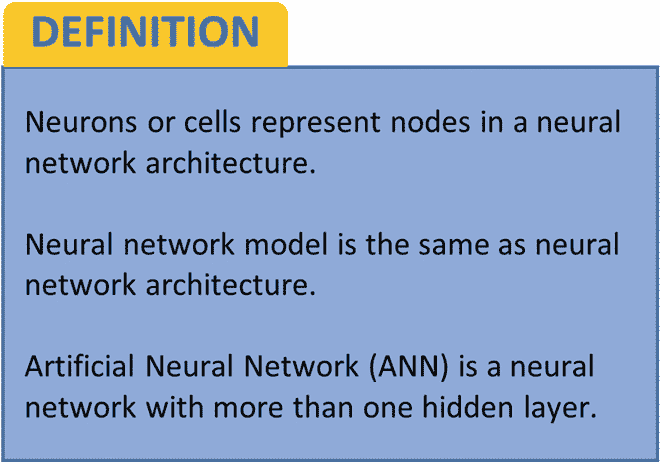 DEFINITION
Neurons or cells represent nodes in a neural
network architecture.
Neural network model is the same as neural
network architecture.
Artificial Neural Network (ANN) is a neural
network with more than one hidden layer.